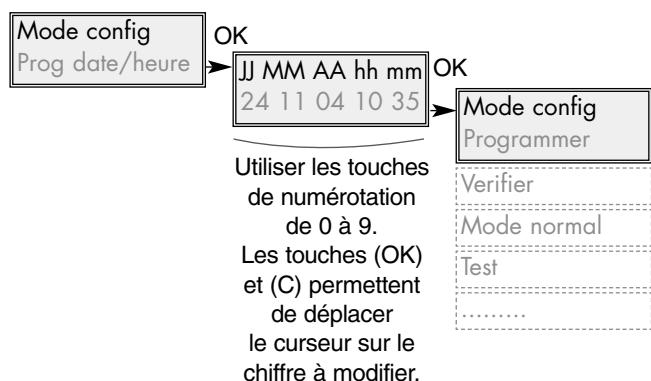 Mode config
Prog date/heure
OK
JJ MM AA hh mm
24 11 04 10 35
OK
Mode config
Programmer
Verifier
Mode normal
Test
.........
Utiliser les touches
de numérotation
de 0 à 9.
Les touches (OK)
et (C) permettent
de déplacer
le curseur sur le
chiffre à modifier.